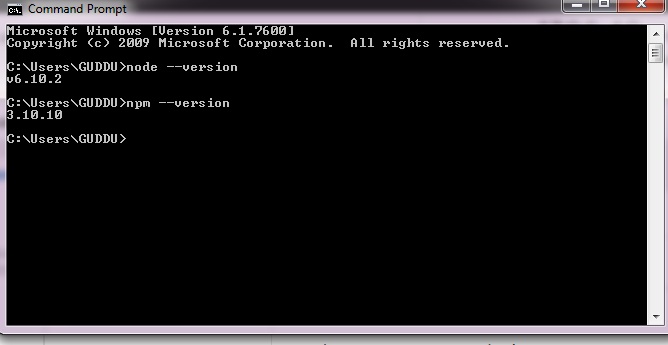 Command Prompt
Microsoft Windows [Version 6.1.7600]
Copyright (c) 2009 Microsoft Corporation.  All rights reserved.
C:\Users\GUDDU>node --version
v6.10.2
C:\Users\GUDDU>npm --version
3.10.10
C:\Users\GUDDU>